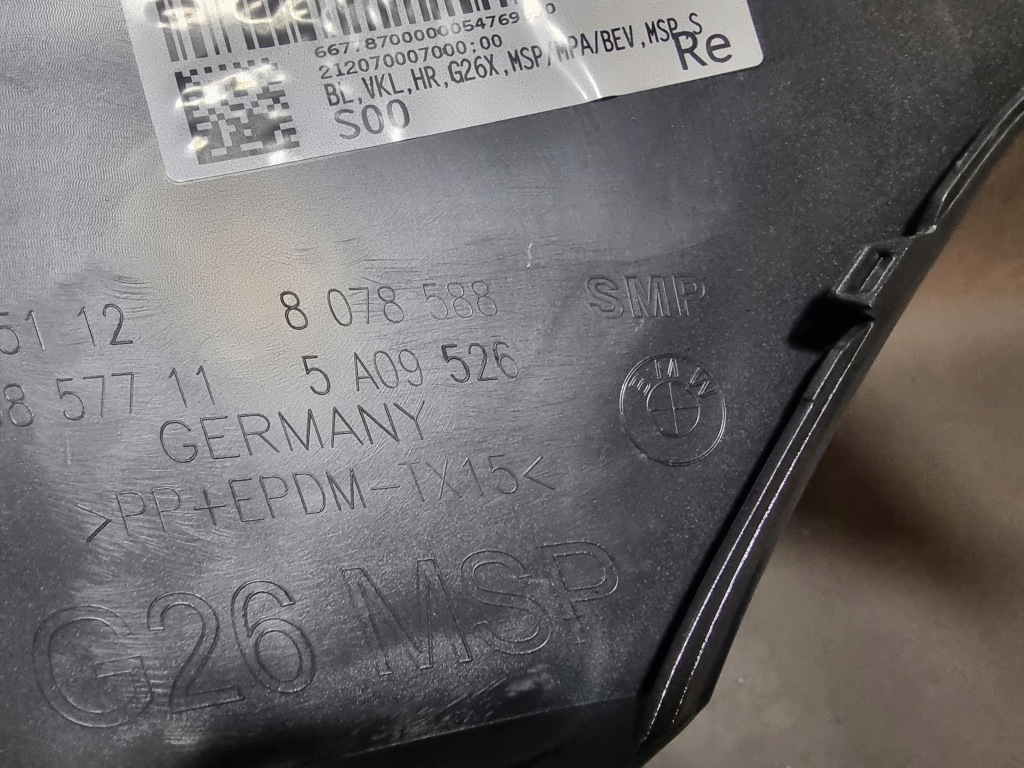 212070007000;00
BL,VKL,HR,G26X,MSP/MPA/BEV,MSP_S
Re
S00
51 12 8 078 588 SMP
8 577 11 5 A09 526
BMW
GERMANY
>PP+EPDM-TX15<
G26 MSP